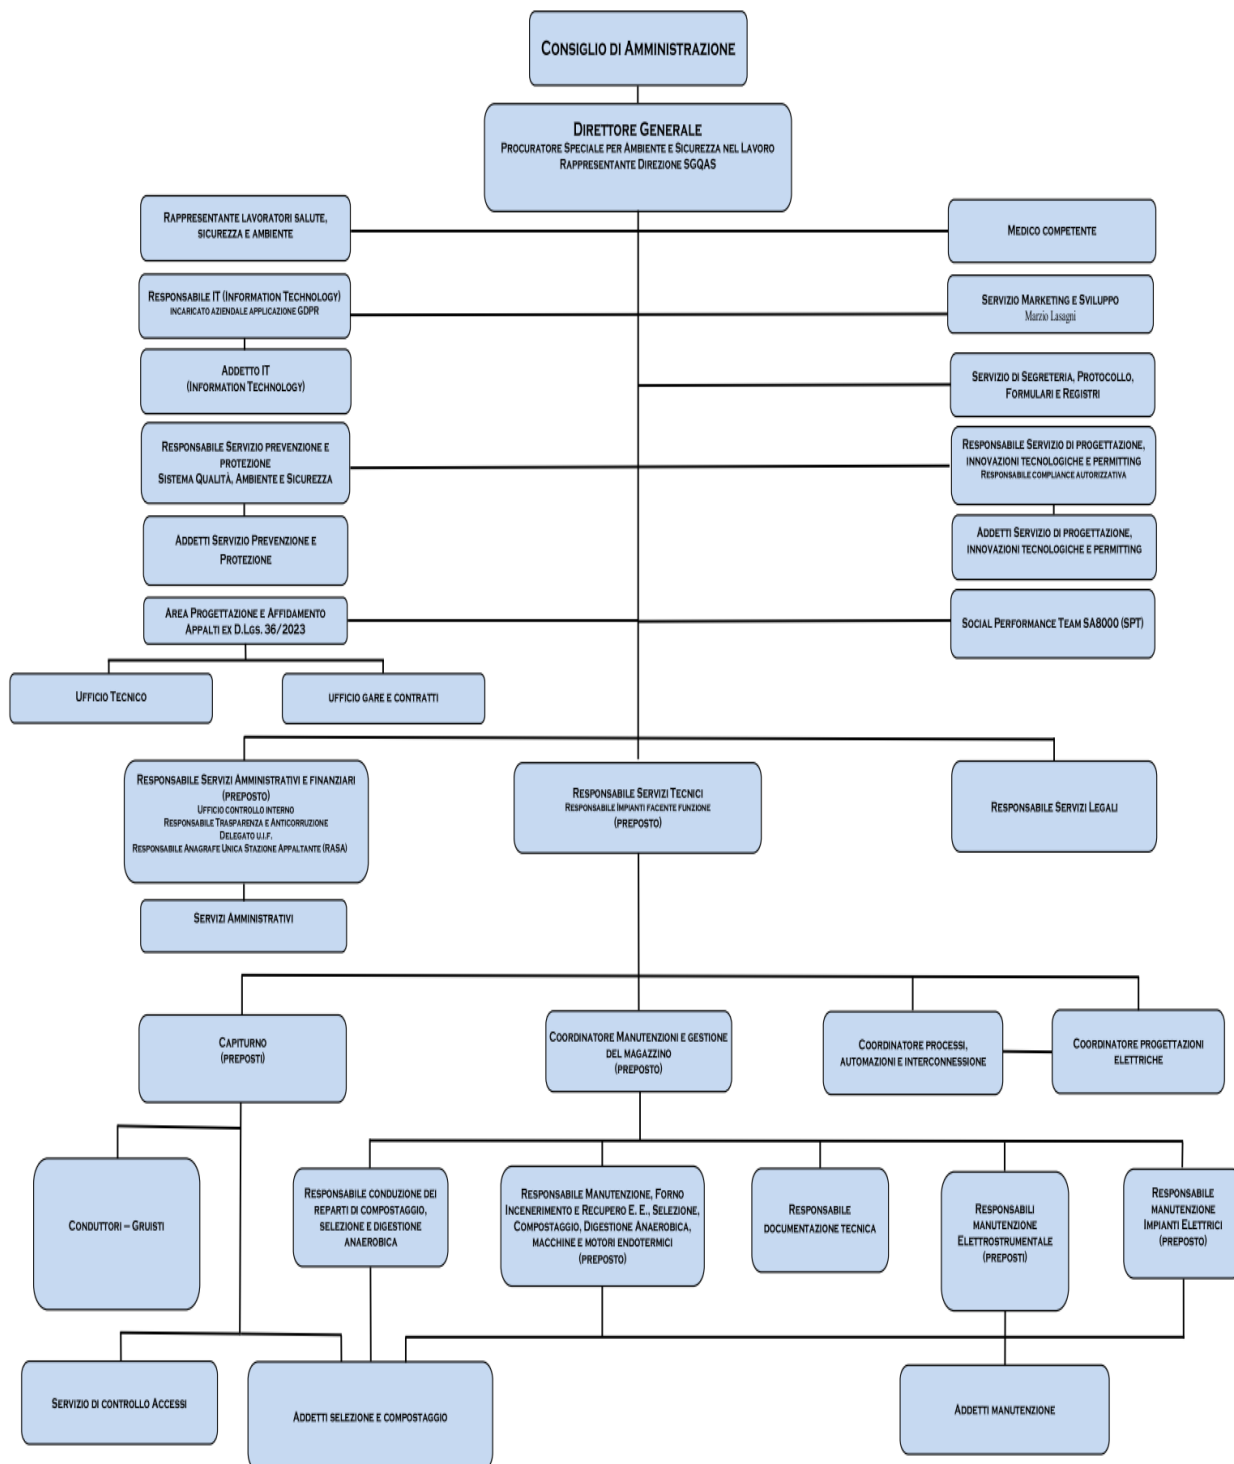 CONSIGLIO DI AMMINISTRAZIONE
DIRETTORE GENERALE
PROCURATORE SPECIALE PER AMBIENTE E SICUREZZA NEL LAVORO
RAPPRESENTANTE DIREZIONE SGQAS
RAPPRESENTANTE LAVORATORI SALUTE,
SICUREZZA E AMBIENTE
MEDICO COMPETENTE
RESPONSABILE IT (INFORMATION TECHNOLOGY)
INCARICATO AZIENDALE APPLICAZIONE GDPR
SERVIZIO MARKETING E SVILUPPO
Marzio Lasagni
ADDETTO IT
(INFORMATION TECHNOLOGY)
SERVIZIO DI SEGRETERIA, PROTOCOLLO,
FORMULARI E REGISTRI
RESPONSABILE SERVIZIO PREVENZIONE E
PROTEZIONE
SISTEMA QUALITÀ, AMBIENTE E SICUREZZA
RESPONSABILE SERVIZIO DI PROGETTAZIONE,
INNOVAZIONI TECNOLOGICHE E PERMITTING
RESPONSABILE COMPLIANCE AUTORIZZATIVA
ADDETTI SERVIZIO PREVENZIONE E
PROTEZIONE
ADDETTI SERVIZIO DI PROGETTAZIONE,
INNOVAZIONI TECNOLOGICHE E PERMITTING
AREA PROGETTAZIONE E AFFIDAMENTO
APPALTI EX D.LGS. 36/2023
SOCIAL PERFORMANCE TEAM SA8000 (SPT)
UFFICIO TECNICO
UFFICIO GARE E CONTRATTI
RESPONSABILE SERVIZI AMMINISTRATIVI E FINANZIARI
(PREPOSTO)
UFFICIO CONTROLLO INTERNO
RESPONSABILE TRASPARENZA E ANTICORRUZIONE
DELEGATO U.I.F.
RESPONSABILE ANAGRAFE UNICA STAZIONE APPALTANTE (RASA)
RESPONSABILE SERVIZI TECNICI
RESPONSABILE IMPIANTI FACENTE FUNZIONE
(PREPOSTO)
RESPONSABILE SERVIZI LEGALI
SERVIZI AMMINISTRATIVI
CAPITURNO
(PREPOSTI)
COORDINATORE MANUTENZIONI E GESTIONE
DEL MAGAZZINO
(PREPOSTO)
COORDINATORE PROCESSI,
AUTOMAZIONI E INTERCONNESSIONE
COORDINATORE PROGETTAZIONI
ELETTRICHE
CONDUTTORI – GRUISTI
RESPONSABILE CONDUZIONE DEI
REPARTI DI COMPOSTAGGIO,
SELEZIONE E DIGESTIONE
ANAEROBICA
RESPONSABILE MANUTENZIONE, FORNO
INCENERIMENTO E RECUPERO E. E., SELEZIONE,
COMPOSTAGGIO, DIGESTIONE ANAEROBICA,
MACCHINE E MOTORI ENDOTERMICI
(PREPOSTO)
RESPONSABILE
DOCUMENTAZIONE TECNICA
RESPONSABILI
MANUTENZIONE
ELETTROSTRUMENTALE
(PREPOSTI)
RESPONSABILE
MANUTENZIONE
IMPIANTI ELETTRICI
(PREPOSTO)
SERVIZIO DI CONTROLLO ACCESSI
ADDETTI SELEZIONE E COMPOSTAGGIO
ADDETTI MANUTENZIONE